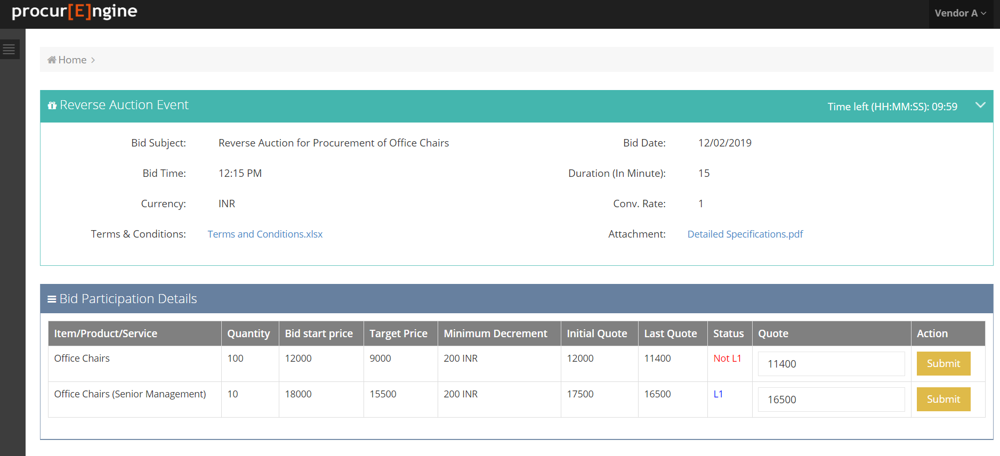 procur[E]ngine
Vendor A
Home
Reverse Auction Event
Time left (HH:MM:SS): 09:59
Bid Subject: Reverse Auction for Procurement of Office Chairs Bid Date: 12/02/2019
Bid Time: 12:15 PM Duration (In Minute): 15
Currency: INR Conv. Rate: 1
Terms & Conditions: Terms and Conditions.xlsx Attachment: Detailed Specifications.pdf
Bid Participation Details
Item/Product/Service Quantity Bid start price Target Price Minimum Decrement Initial Quote Last Quote Status Quote Action
Office Chairs 100 12000 9000 200 INR 12000 11400 Not L1 11400 Submit
Office Chairs (Senior Management) 10 18000 15500 200 INR 17500 16500 L1 16500 Submit